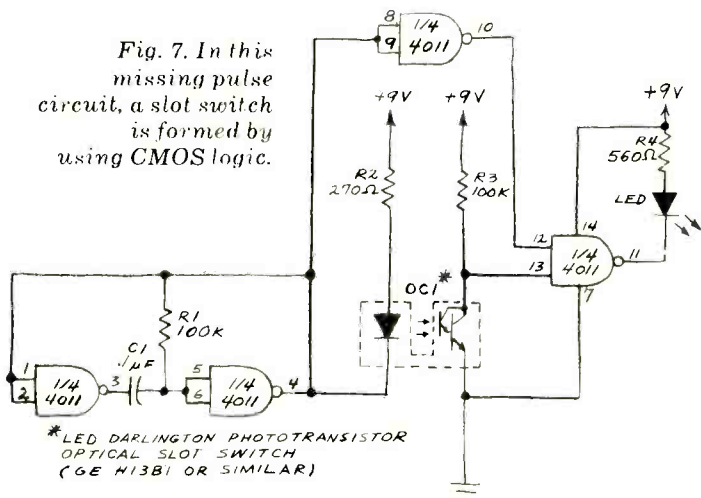 Fig. 7. In this
missing pulse
circuit, a slot switch
is formed by
using CMOS logic.
8
9
1/4
4011
10
+9V
+9V
+9V
R2
270Ω
R3
100K
R4
560Ω
LED
12
13
14
1/4
4011
11
7
OC1*
R1
100K
C1
.1µF
1
2
1/4
4011
3
5
6
1/4
4011
4
*LED DARLINGTON PHOTOTRANSISTOR
OPTICAL SLOT SWITCH
(GE H13B1 OR SIMILAR)